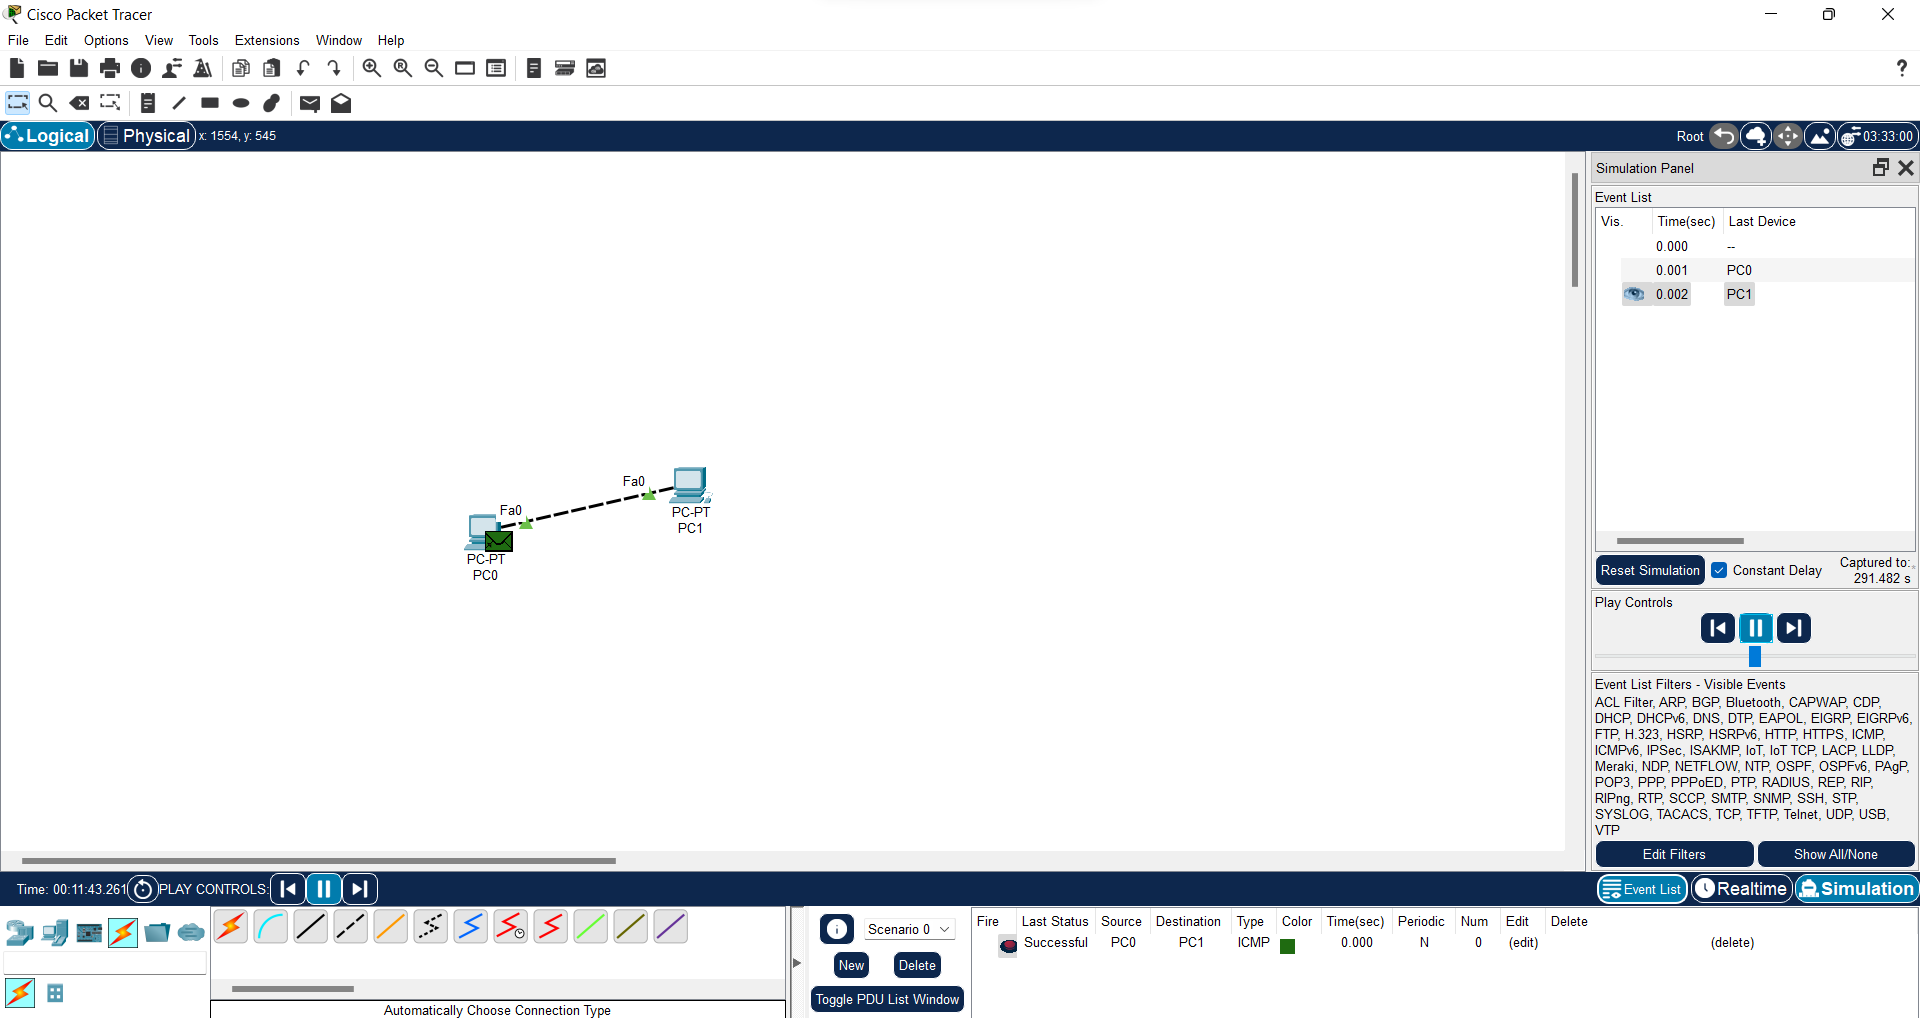 Cisco Packet Tracer
File Edit Options View Tools Extensions Window Help
?
Logical Physical x: 1554, y: 545 Root 03:33:00
Simulation Panel
Event List
Vis. Time(sec) Last Device
0.000 --
0.001 PC0
0.002 PC1
Fa0
Fa0
PC-PT
PC1
PC-PT
PC0
Reset Simulation Constant Delay Captured to:
291.482 s
Play Controls
Event List Filters - Visible Events
ACL Filter, ARP, BGP, Bluetooth, CAPWAP, CDP,
DHCP, DHCPv6, DNS, DTP, EAPOL, EIGRP, EIGRPv6,
FTP, H.323, HSRP, HSRPv6, HTTP, HTTPS, ICMP,
ICMPv6, IPSec, ISAKMP, IoT, IoT TCP, LACP, LLDP,
Meraki, NDP, NETFLOW, NTP, OSPF, OSPFv6, PAgP,
POP3, PPP, PPPoED, PTP, RADIUS, REP, RIP,
RIPng, RTP, SCCP, SMTP, SNMP, SSH, STP,
SYSLOG, TACACS, TCP, TFTP, Telnet, UDP, USB,
VTP
Edit Filters Show All/None
Time: 00:11:43.261 PLAY CONTROLS: Event List Realtime Simulation
Scenario 0
New Delete
Toggle PDU List Window
Fire Last Status Source Destination Type Color Time(sec) Periodic Num Edit Delete
Successful PC0 PC1 ICMP 0.000 N 0 (edit) (delete)
Automatically Choose Connection Type